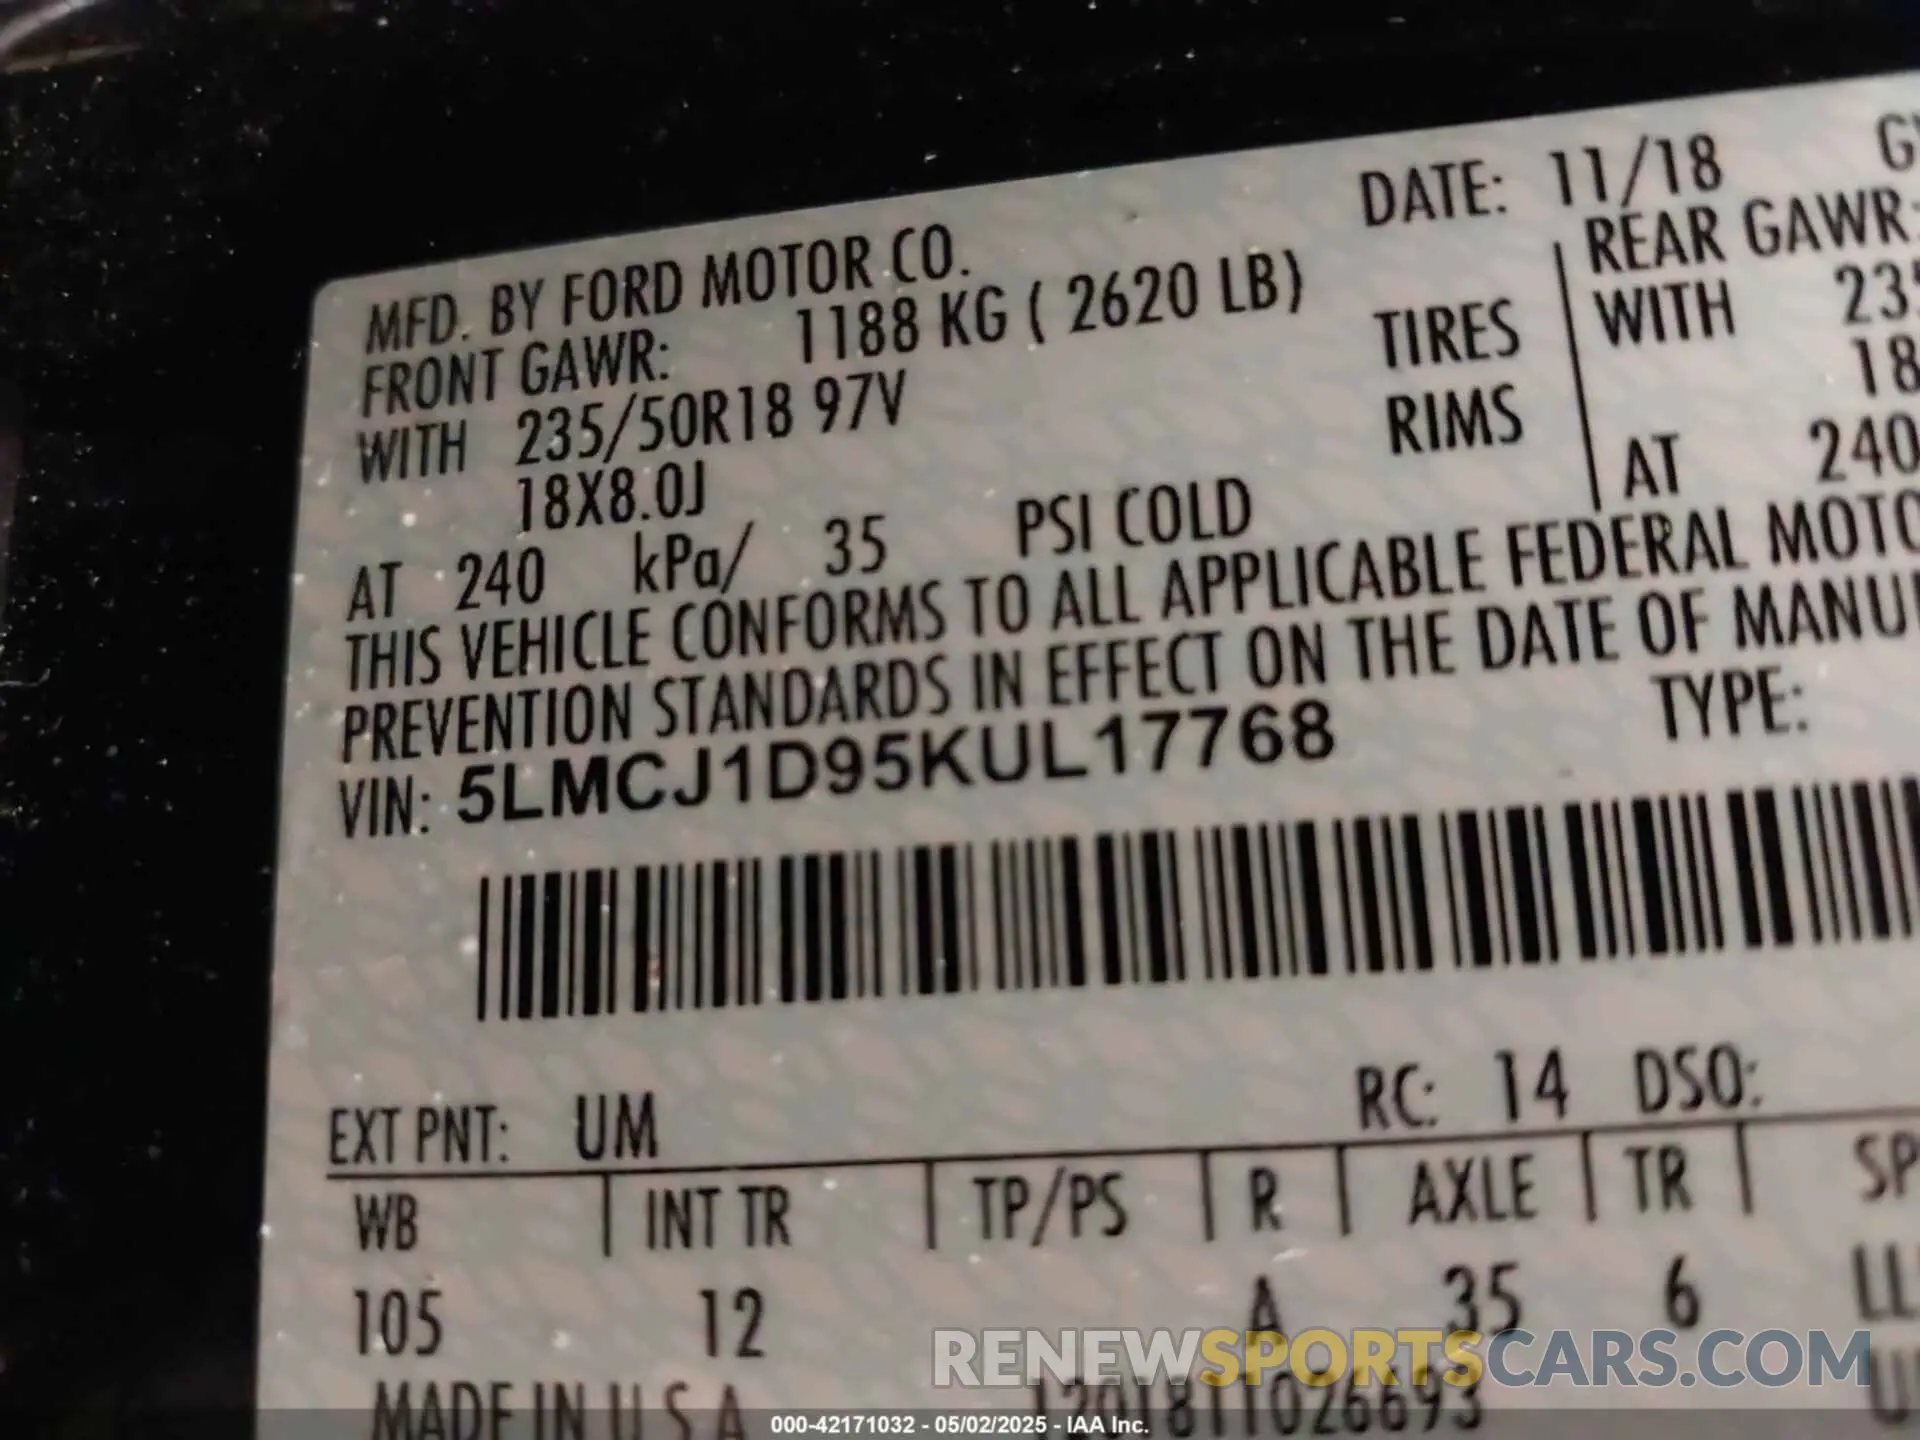 DATE: 11/18
MFD. BY FORD MOTOR CO.
FRONT GAWR: 1188 KG ( 2620 LB)
REAR GAWR:
WITH 235/50R18 97V TIRES WITH
18X8.0J RIMS 18
AT 240 kPa/ 35 PSI COLD AT 240
THIS VEHICLE CONFORMS TO ALL APPLICABLE FEDERAL
PREVENTION STANDARDS IN EFFECT ON THE DATE OF
VIN: 5LMCJ1D95KUL17768 TYPE:
EXT PNT: UM RC: 14 DSO:
WB INT TR TP/PS R AXLE TR
105 12 A 35 6
MADE IN U S A
RENEWSPORTSCARS.COM
000-42171032 - 05/02/2025 - IAA Inc.